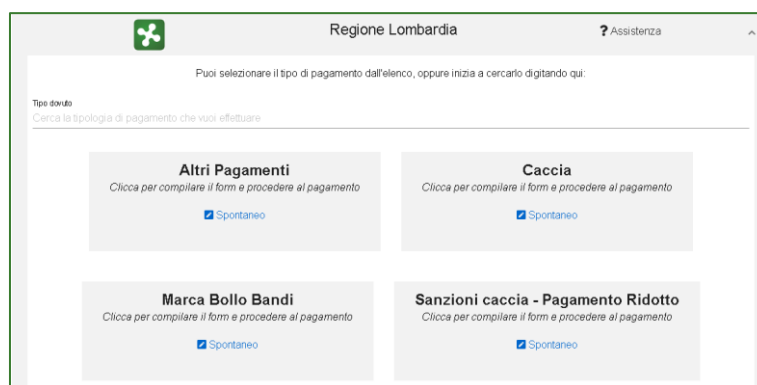 Regione Lombardia
? Assistenza
Puoi selezionare il tipo di pagamento dall'elenco, oppure inizia a cercarlo digitando qui:
Tipo dovuto
Cerca la tipologia di pagamento che vuoi effettuare
Altri Pagamenti
Clicca per compilare il form e procedere al pagamento
Spontaneo
Caccia
Clicca per compilare il form e procedere al pagamento
Spontaneo
Marca Bollo Bandi
Clicca per compilare il form e procedere al pagamento
Spontaneo
Sanzioni caccia - Pagamento Ridotto
Clicca per compilare il form e procedere al pagamento
Spontaneo